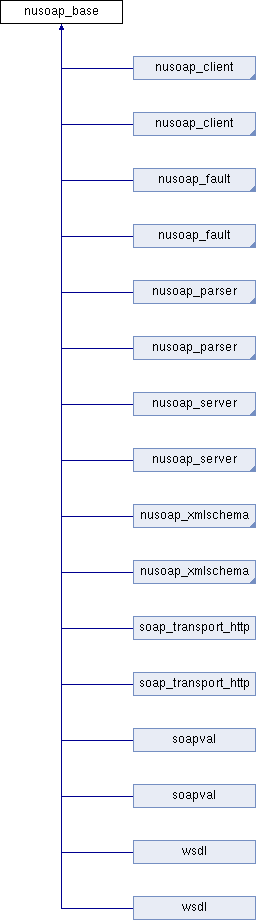 nusoap_base
nusoap_client
nusoap_client
nusoap_fault
nusoap_fault
nusoap_parser
nusoap_parser
nusoap_server
nusoap_server
nusoap_xmlschema
nusoap_xmlschema
soap_transport_http
soap_transport_http
soapval
soapval
wsdl
wsdl